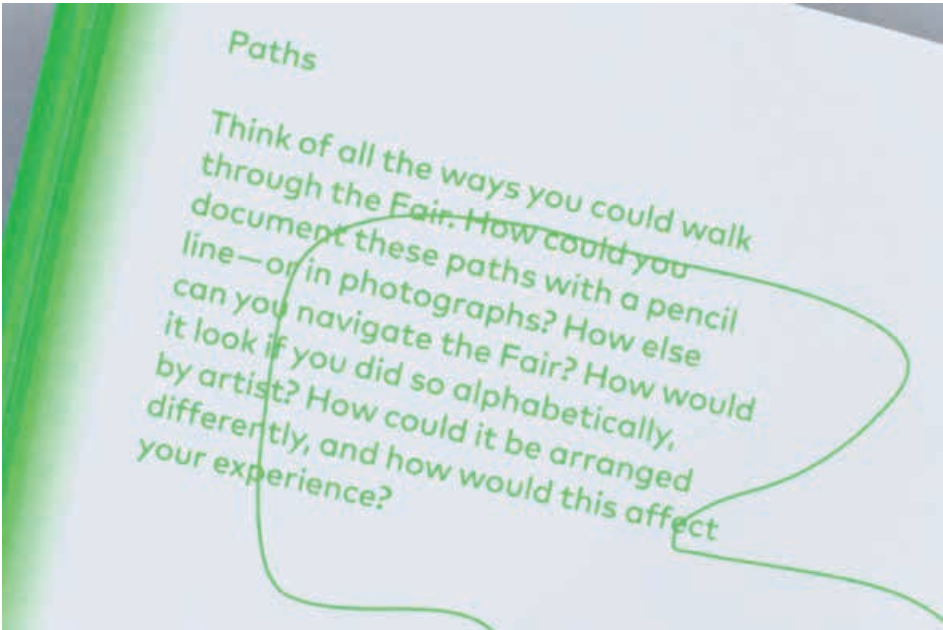 Paths
Think of all the ways you could walk
through the Fair. How could you
document these paths with a pencil
line—or in photographs? How else
can you navigate the Fair? How would
it look if you did so alphabetically,
by artist? How could it be arranged
differently, and how would this affect
your experience?